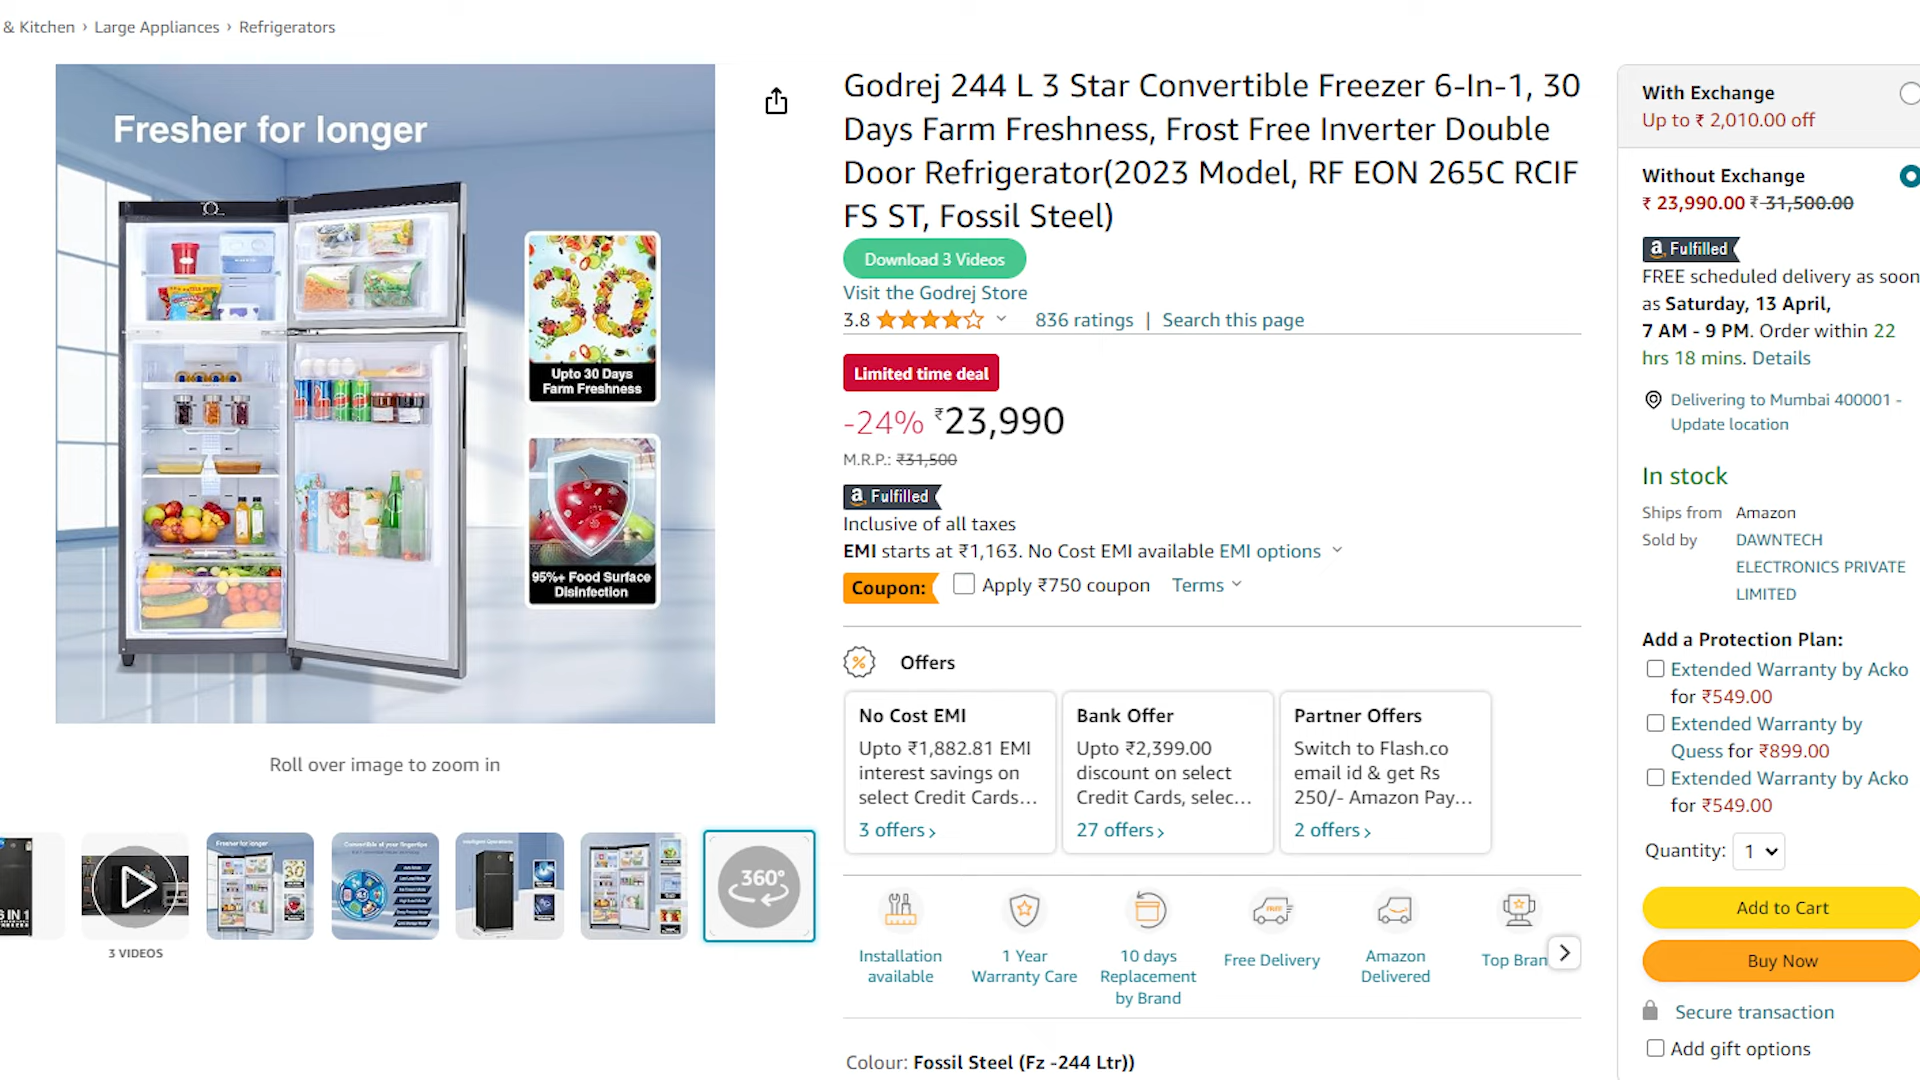 & Kitchen › Large Appliances › Refrigerators
Fresher for longer
30
Upto 30 Days
Farm Freshness
95%+ Food Surface
Disinfection
Roll over image to zoom in
6 IN 1
3 VIDEOS
Fresher for longer
360°
Godrej 244 L 3 Star Convertible Freezer 6-In-1, 30
Days Farm Freshness, Frost Free Inverter Double
Door Refrigerator(2023 Model, RF EON 265C RCIF
FS ST, Fossil Steel)
Download 3 Videos
Visit the Godrej Store
3.8
836 ratings | Search this page
Limited time deal
-24% ₹23,990
M.R.P.: ₹31,500
a Fulfilled
Inclusive of all taxes
EMI starts at ₹1,163. No Cost EMI available EMI options
Coupon: Apply ₹750 coupon Terms
Offers
No Cost EMI
Upto ₹1,882.81 EMI
interest savings on
select Credit Cards…
3 offers ›
Bank Offer
Upto ₹2,399.00
discount on select
Credit Cards, selec…
27 offers ›
Partner Offers
Switch to Flash.co
email id & get Rs
250/- Amazon Pay…
2 offers ›
Installation
available
1 Year
Warranty Care
10 days
Replacement
by Brand
FREE
Free Delivery
Amazon
Delivered
Top Bran
Colour: Fossil Steel (Fz -244 Ltr))
With Exchange
Up to ₹ 2,010.00 off
Without Exchange
₹ 23,990.00 ₹ 31,500.00
a Fulfilled
FREE scheduled delivery as soon
as Saturday, 13 April,
7 AM - 9 PM. Order within 22
hrs 18 mins. Details
Delivering to Mumbai 400001 -
Update location
In stock
Ships from Amazon
Sold by DAWNTECH
ELECTRONICS PRIVATE
LIMITED
Add a Protection Plan:
Extended Warranty by Acko
for ₹549.00
Extended Warranty by
Quess for ₹899.00
Extended Warranty by Acko
for ₹549.00
Quantity: 1
Add to Cart
Buy Now
Secure transaction
Add gift options